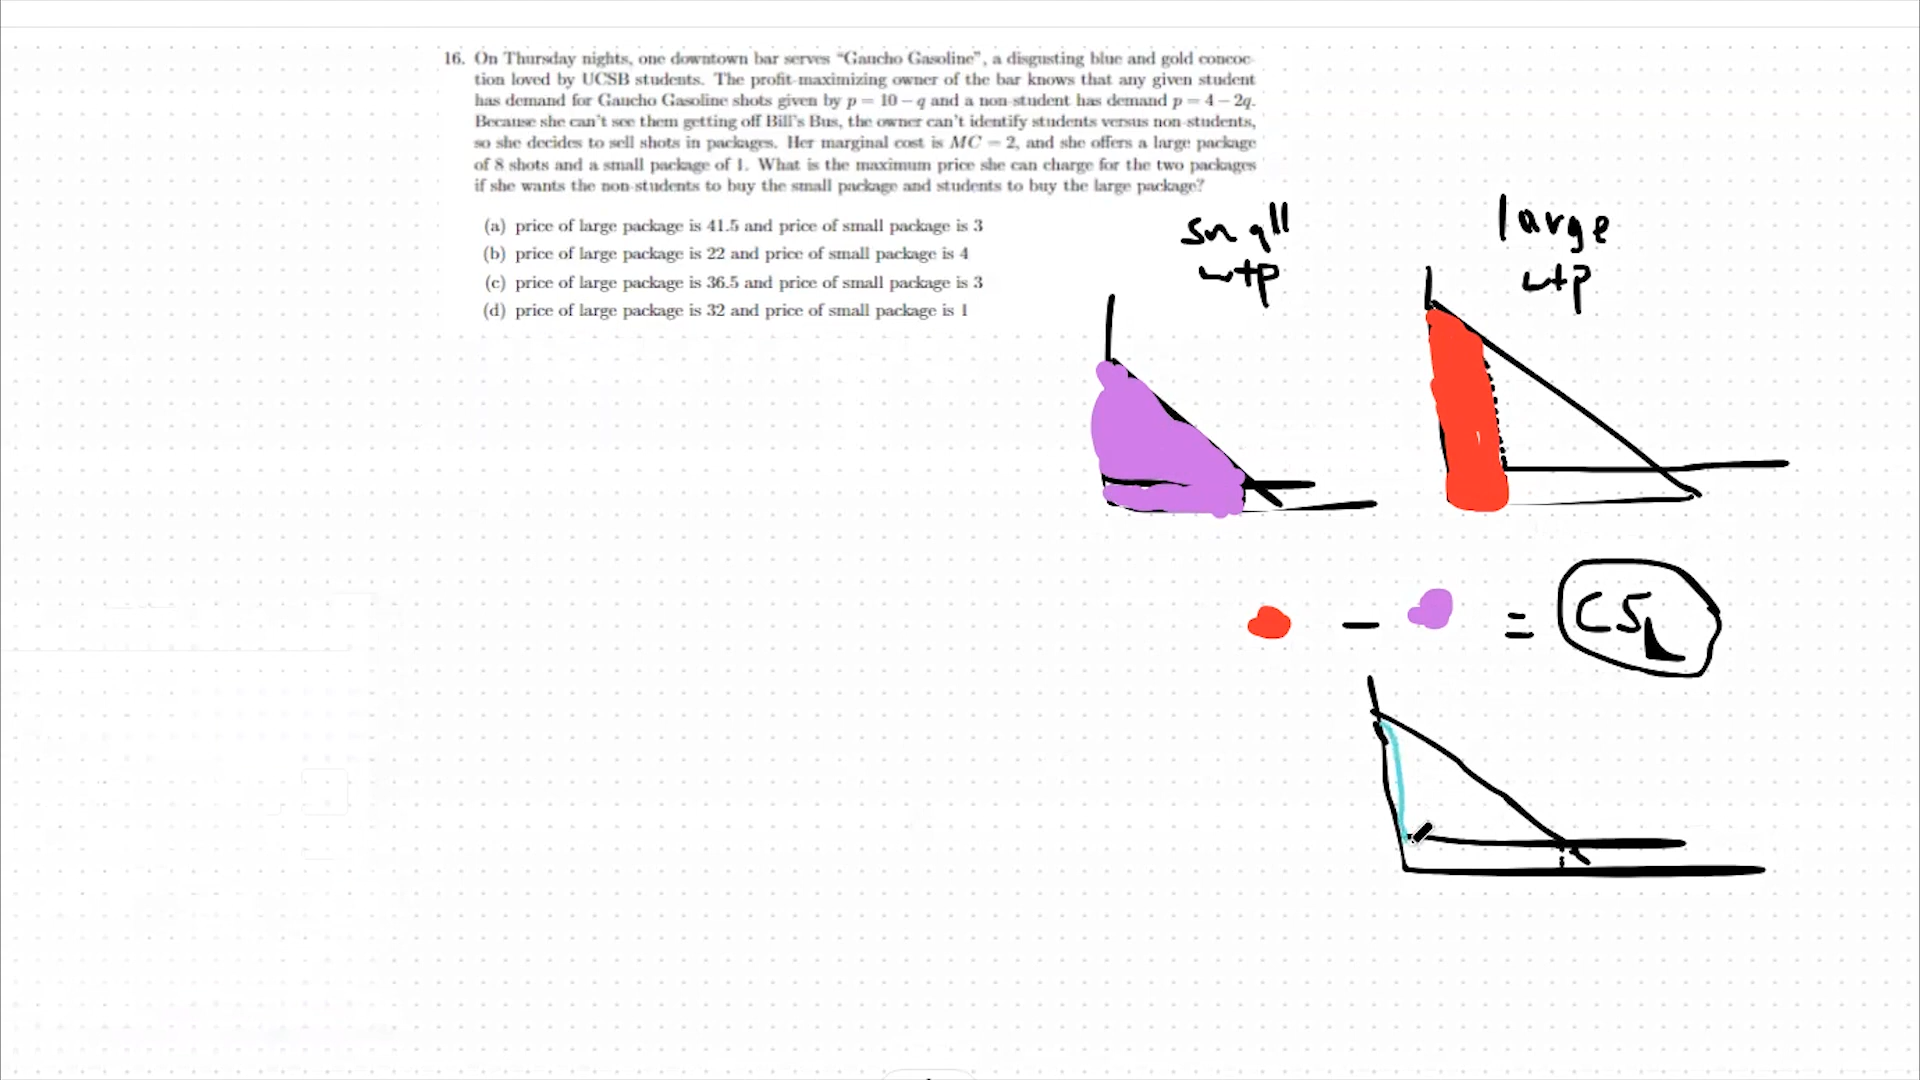 16. On Thursday nights, one downtown bar serves "Gaucho Gasoline", a disgusting blue and gold concoc-
tion loved by UCSB students. The profit-maximizing owner of the bar knows that any given student
has demand for Gaucho Gasoline shots given by p = 10 − q and a non-student has demand p = 4 − 2q.
Because she can't see them getting off Bill's Bus, the owner can't identify students versus non-students,
so she decides to sell shots in packages. Her marginal cost is MC = 2, and she offers a large package
of 8 shots and a small package of 1. What is the maximum price she can charge for the two packages
if she wants the non-students to buy the small package and students to buy the large package?
(a) price of large package is 41.5 and price of small package is 3
(b) price of large package is 22 and price of small package is 4
(c) price of large package is 36.5 and price of small package is 3
(d) price of large package is 32 and price of small package is 1
small
wtp
large
wtp
− = CSL